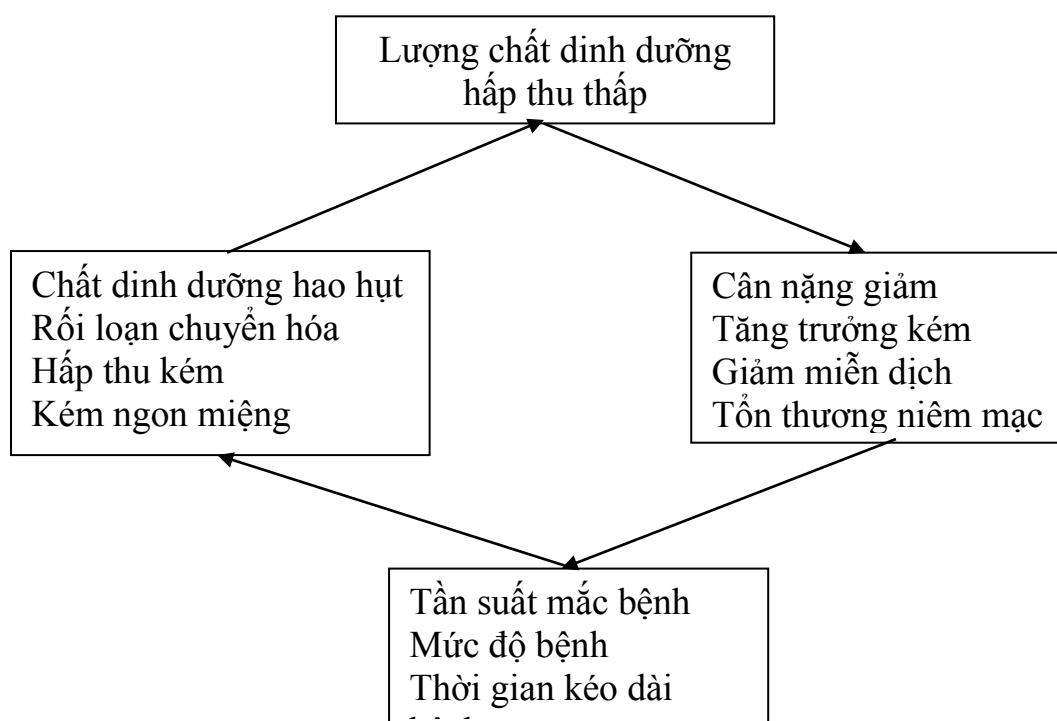 Lượng chất dinh dưỡng
hấp thu thấp
Chất dinh dưỡng hao hụt
Rối loạn chuyển hóa
Hấp thu kém
Kém ngon miệng
Cân nặng giảm
Tăng trưởng kém
Giảm miễn dịch
Tổn thương niêm mạc
Tần suất mắc bệnh
Mức độ bệnh
Thời gian kéo dài